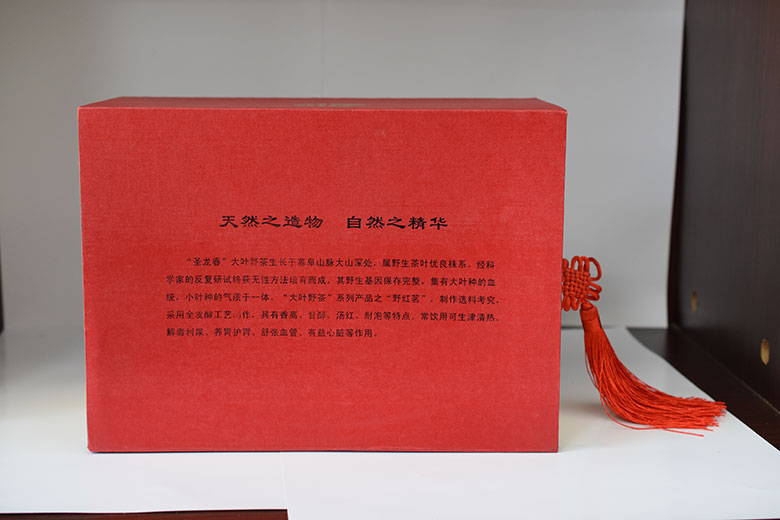 天然之造物 自然之精华
“圣龙春”大叶野茶生长于幕阜山脉大山深处，属野生茶叶优良株系，经科
学家的反复研试终获无性方法培育而成，其野生基因保存完整，集有大叶种的血
统，小叶种的气质于一体，“大叶野茶”系列产品之“野红茗”，制作选料考究，
采用全发酵工艺制作，具有香高、甘醇、汤红、耐泡等特点，常饮用可生津清热、
解毒利尿、养胃护胃、舒张血管、有益心脏等作用。